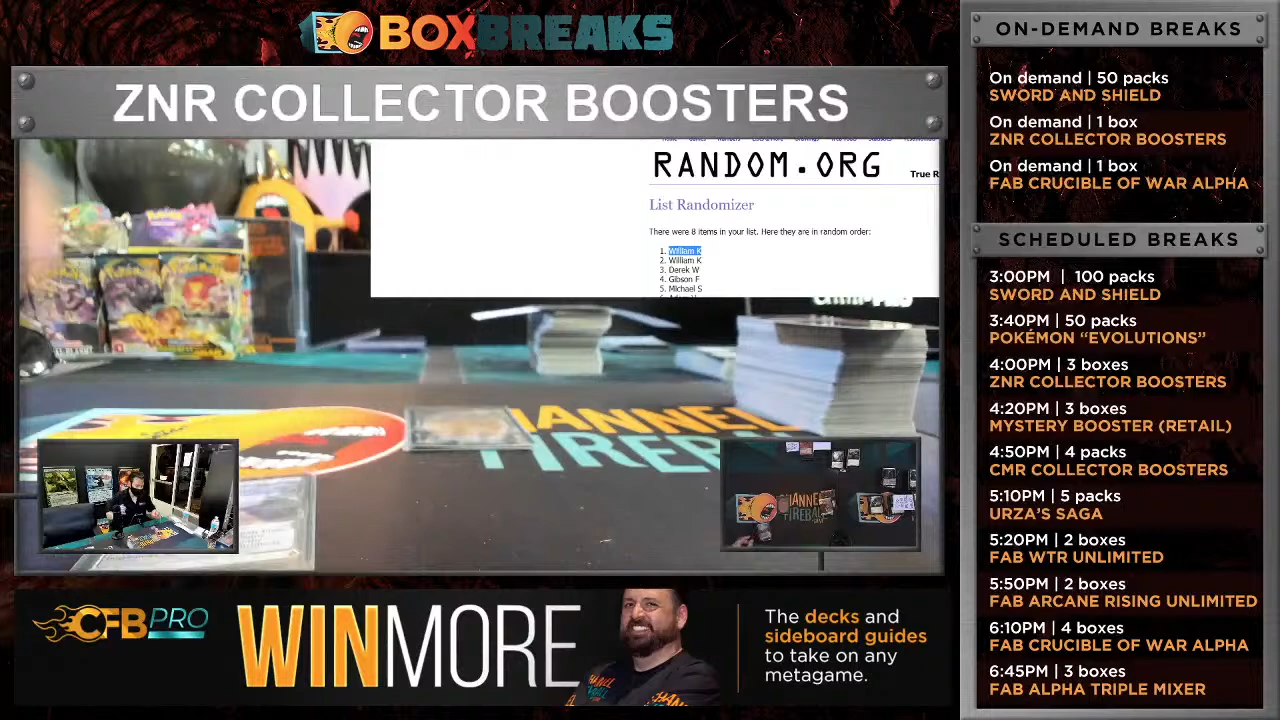 BOXBREAKS
ZNR COLLECTOR BOOSTERS
RANDOM.ORG
True R
List Randomizer
There were 8 items in your list. Here they are in random order:
1. William K
2. William K
3. Derek W
4. Gibson F
5. Michael S
HANNEL
TIREB
CFBPRO
WINMORE
The decks and
sideboard guides
to take on any
metagame.
ON-DEMAND BREAKS
On demand | 50 packs
SWORD AND SHIELD
On demand | 1 box
ZNR COLLECTOR BOOSTERS
On demand | 1 box
FAB CRUCIBLE OF WAR ALPHA
SCHEDULED BREAKS
3:00PM | 100 packs
SWORD AND SHIELD
3:40PM | 50 packs
POKÉMON “EVOLUTIONS”
4:00PM | 3 boxes
ZNR COLLECTOR BOOSTERS
4:20PM | 3 boxes
MYSTERY BOOSTER (RETAIL)
4:50PM | 4 packs
CMR COLLECTOR BOOSTERS
5:10PM | 5 packs
URZA’S SAGA
5:20PM | 2 boxes
FAB WTR UNLIMITED
5:50PM | 2 boxes
FAB ARCANE RISING UNLIMITED
6:10PM | 4 boxes
FAB CRUCIBLE OF WAR ALPHA
6:45PM | 3 boxes
FAB ALPHA TRIPLE MIXER